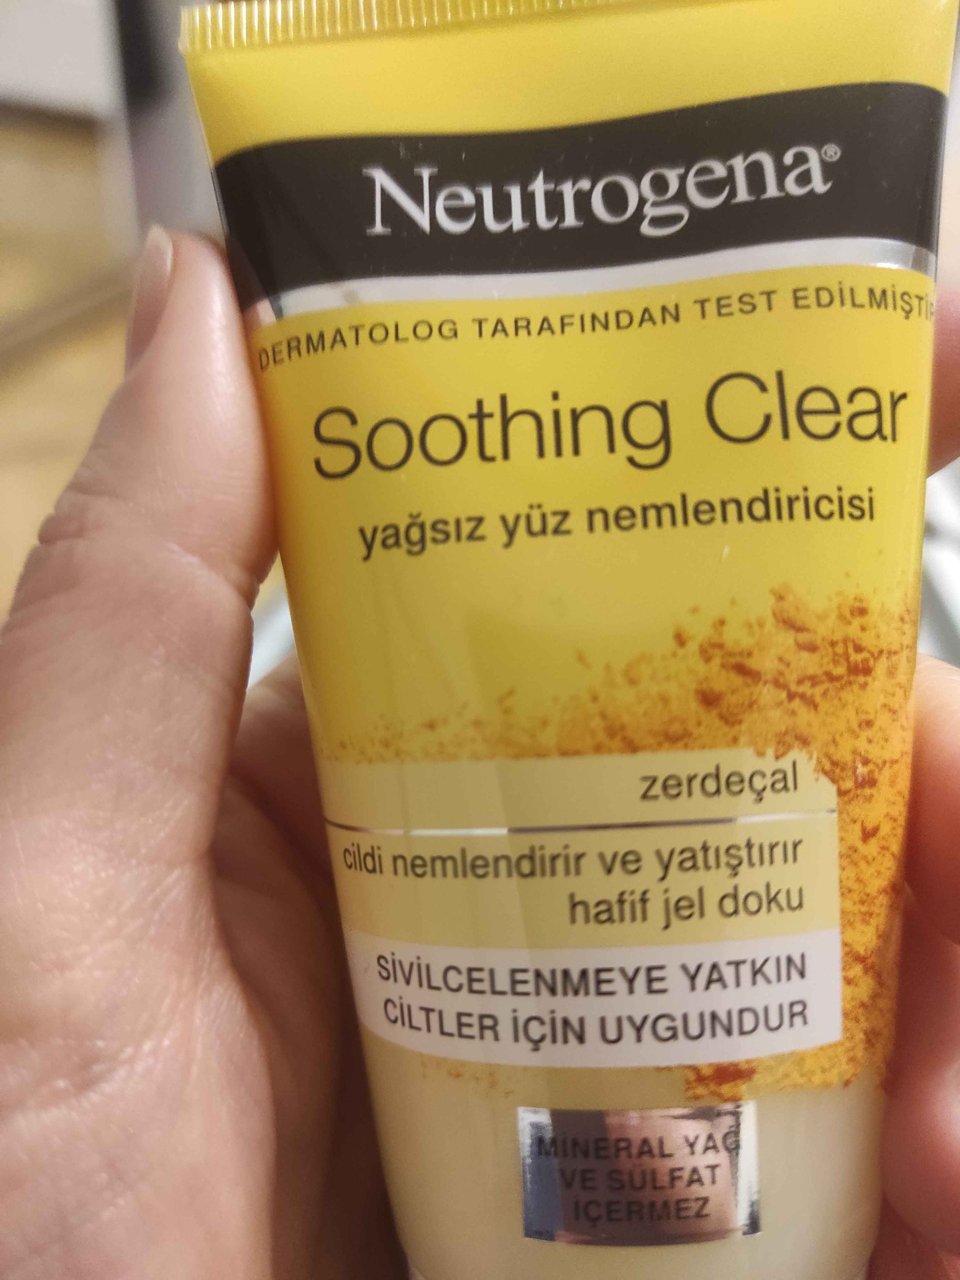 Neutrogena®
DERMATOLOG TARAFINDAN TEST EDİLMİŞTİR
Soothing Clear
yağsız yüz nemlendiricisi
zerdeçal
cildi nemlendirir ve yatıştırır
hafif jel doku
SİVİLCELENMEYE YATKIN
CİLTLER İÇİN UYGUNDUR
MİNERAL YAĞ
VE SÜLFAT
İÇERMEZ